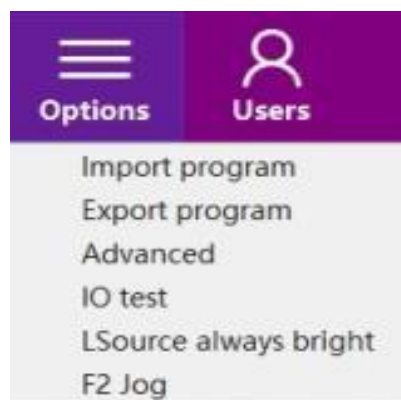 Options Users
Import program
Export program
Advanced
IO test
LSource always bright
F2 Jog